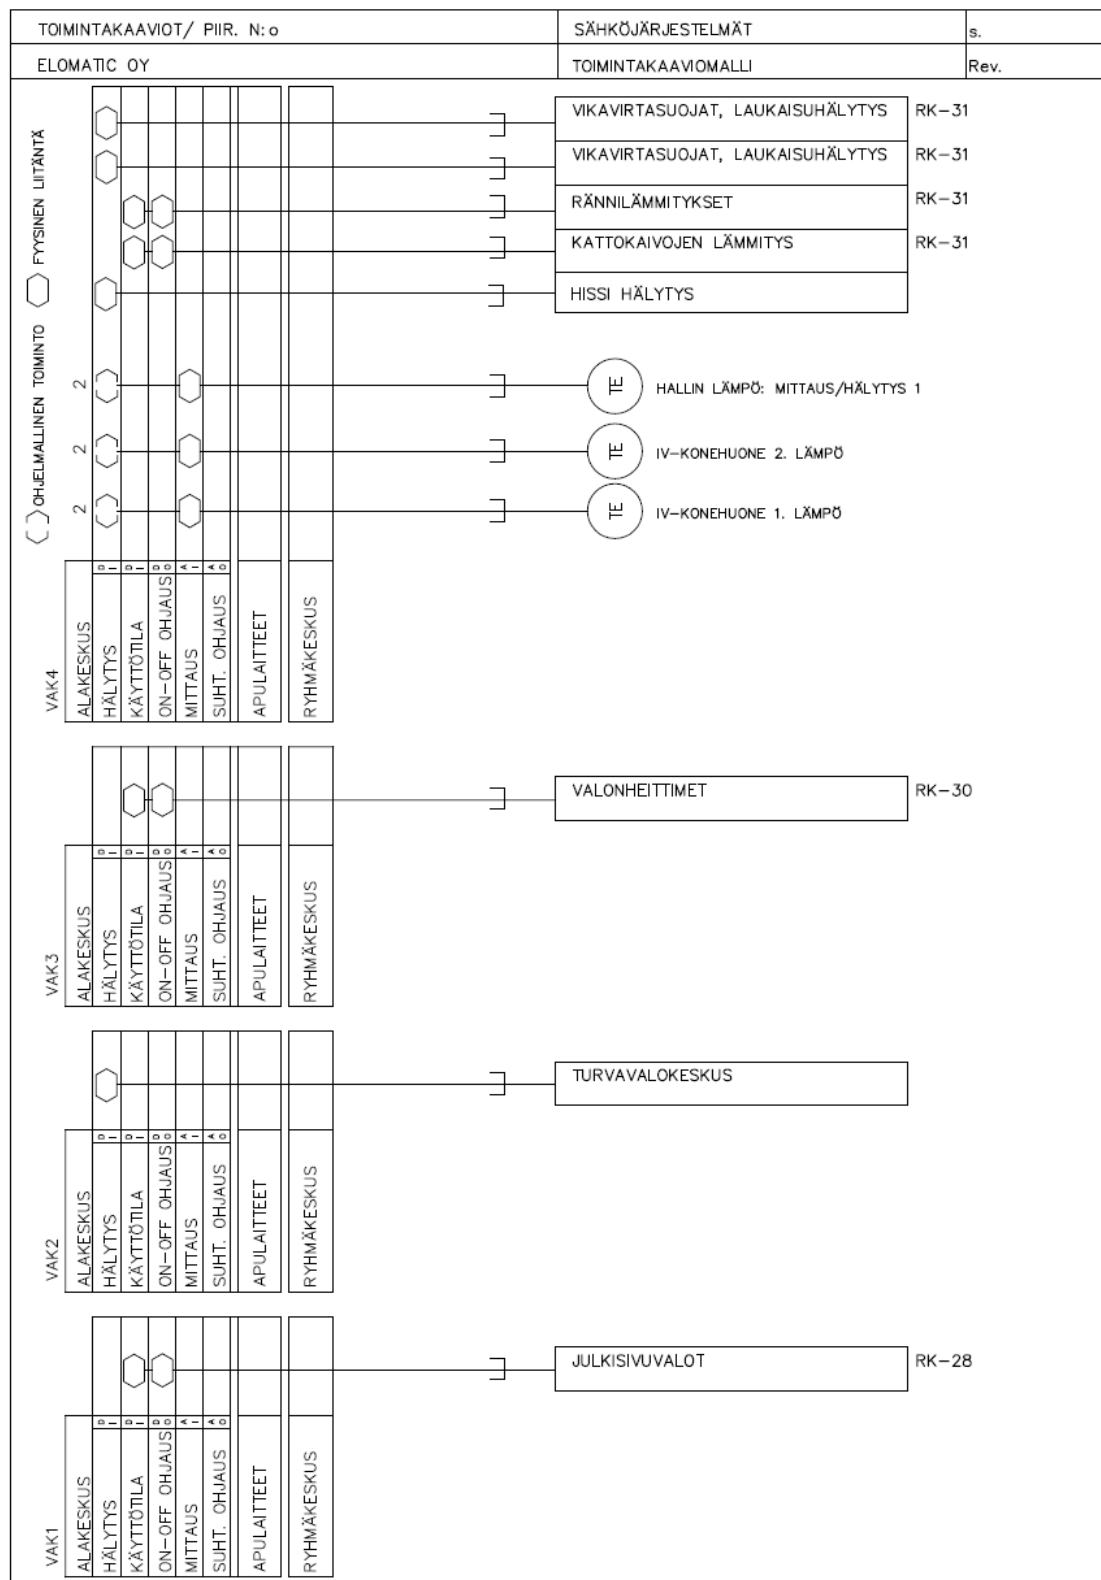 TOIMINTAKAAVIOT/ PIIR. N:o
SÄHKÖJÄRJESTELMÄT
s.
ELOMATIC OY
TOIMINTAKAAVIOMALLI
Rev.
OHJELMALLINEN TOIMINTO
FYYSINEN LIITÄNTÄ
VIKAVIRTASUOJAT, LAUKAISUHÄLYTYS
RK-31
VIKAVIRTASUOJAT, LAUKAISUHÄLYTYS
RK-31
RÄNNILÄMMITYKSET
RK-31
KATTOKAIVOJEN LÄMMITYS
RK-31
HISSI HÄLYTYS
2
TE
HALLIN LÄMPÖ: MITTAUS/HÄLYTYS 1
2
TE
IV-KONEHUONE 2. LÄMPÖ
2
TE
IV-KONEHUONE 1. LÄMPÖ
VAK4
ALAKESKUS
HÄLYTYS DI
KÄYTTÖTILA DI
ON-OFF OHJAUS DO
MITTAUS AI
SUHT. OHJAUS AO
APULAITTEET
RYHMÄKESKUS
VALONHEITTIMET
RK-30
VAK3
ALAKESKUS
HÄLYTYS DI
KÄYTTÖTILA DI
ON-OFF OHJAUS DO
MITTAUS AI
SUHT. OHJAUS AO
APULAITTEET
RYHMÄKESKUS
TURVAVALOKESKUS
VAK2
ALAKESKUS
HÄLYTYS DI
KÄYTTÖTILA DI
ON-OFF OHJAUS DO
MITTAUS AI
SUHT. OHJAUS AO
APULAITTEET
RYHMÄKESKUS
JULKISIVUVALOT
RK-28
VAK1
ALAKESKUS
HÄLYTYS DI
KÄYTTÖTILA DI
ON-OFF OHJAUS DO
MITTAUS AI
SUHT. OHJAUS AO
APULAITTEET
RYHMÄKESKUS